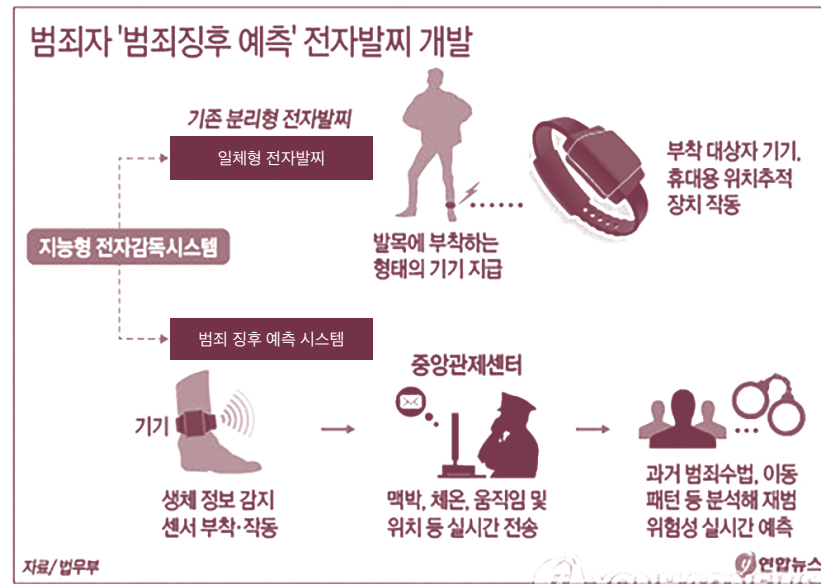 범죄자 '범죄징후 예측' 전자발찌 개발
기존 분리형 전자발찌
일체형 전자발찌
부착 대상자 기기,
휴대용 위치추적
장치 작동
발목에 부착하는
형태의 기기 지급
지능형 전자감독시스템
범죄 징후 예측 시스템
중앙관제센터
기기
생체 정보 감지
센서 부착·작동
맥박, 체온, 움직임 및
위치 등 실시간 전송
과거 범죄수법, 이동
패턴 등 분석해 재범
위험성 실시간 예측
자료/법무부
연합뉴스